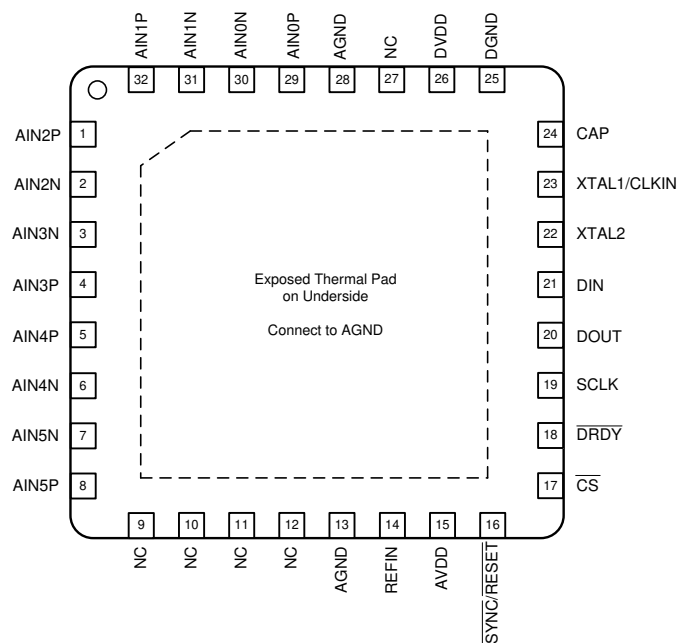 AIN1P
AIN1N
AIN0N
AIN0P
AGND
NC
DVDD
DGND
32
31
30
29
28
27
26
25
AIN2P 1
AIN2N 2
AIN3N 3
AIN3P 4
AIN4P 5
AIN4N 6
AIN5N 7
AIN5P 8
Exposed Thermal Pad
on Underside
Connect to AGND
24 CAP
23 XTAL1/CLKIN
22 XTAL2
21 DIN
20 DOUT
19 SCLK
18 DRDY
17 CS
9
10
11
12
13
14
15
16
NC
NC
NC
NC
AGND
REFIN
AVDD
SYNC/RESET